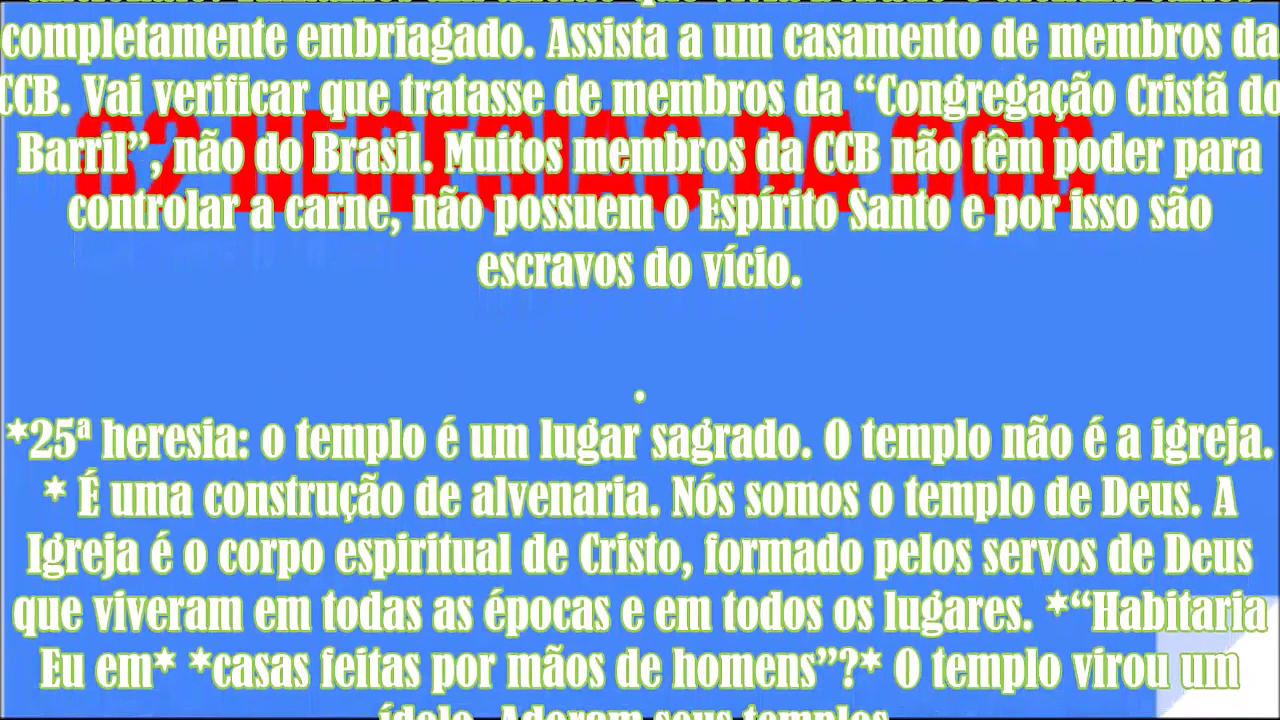 completamente embriagado. Assista a um casamento de membros da
CCB. Vai verificar que tratasse de membros da “Congregação Cristã do
Barril”, não do Brasil. Muitos membros da CCB não têm poder para
controlar a carne, não possuem o Espírito Santo e por isso são
escravos do vício.
.
*25ª heresia: o templo é um lugar sagrado. O templo não é a igreja.
* É uma construção de alvenaria. Nós somos o templo de Deus. A
Igreja é o corpo espiritual de Cristo, formado pelos servos de Deus
que viveram em todas as épocas e em todos os lugares. *“Habitaria
Eu em* *casas feitas por mãos de homens”?* O templo virou um
ídolo. Adoram seus templos